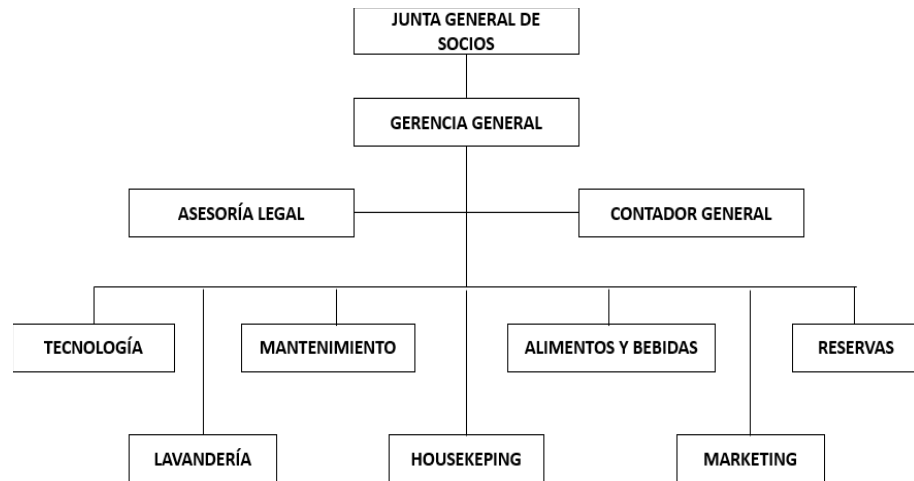 JUNTA GENERAL DE
SOCIOS
GERENCIA GENERAL
ASESORÍA LEGAL
CONTADOR GENERAL
TECNOLOGÍA
MANTENIMIENTO
ALIMENTOS Y BEBIDAS
RESERVAS
LAVANDERÍA
HOUSEKEPING
MARKETING